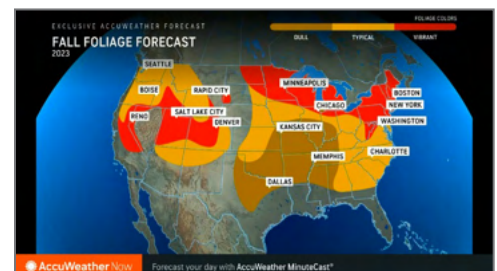 EXCLUSIVE ACCUWEATHER FORECAST
FALL FOLIAGE FORECAST
2023
FOLIAGE COLORS
DULL TYPICAL VIBRANT
SEATTLE
BOISE
RAPID CITY
MINNEAPOLIS
BOSTON
NEW YORK
CHICAGO
RENO
SALT LAKE CITY
DENVER
WASHINGTON
KANSAS CITY
MEMPHIS
CHARLOTTE
DALLAS
AccuWeather Now
Forecast your day with AccuWeather MinuteCast®